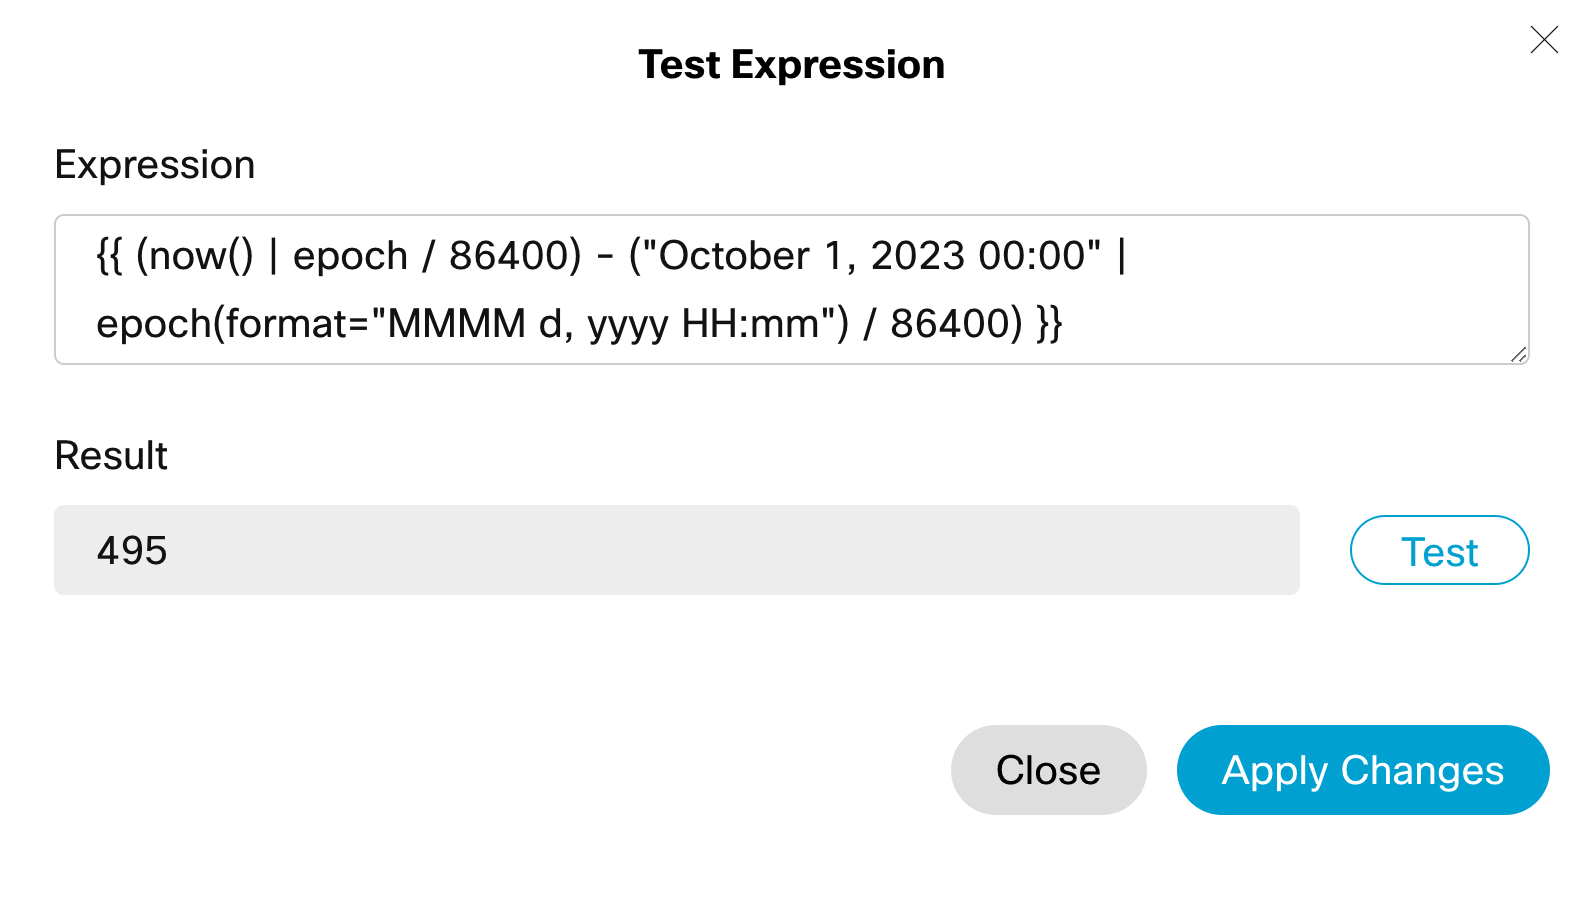 Test Expression
Expression
{{ (now() | epoch / 86400) - ("October 1, 2023 00:00" |
epoch(format="MMMM d, yyyy HH:mm") / 86400) }}
Result
495
Test
Close
Apply Changes